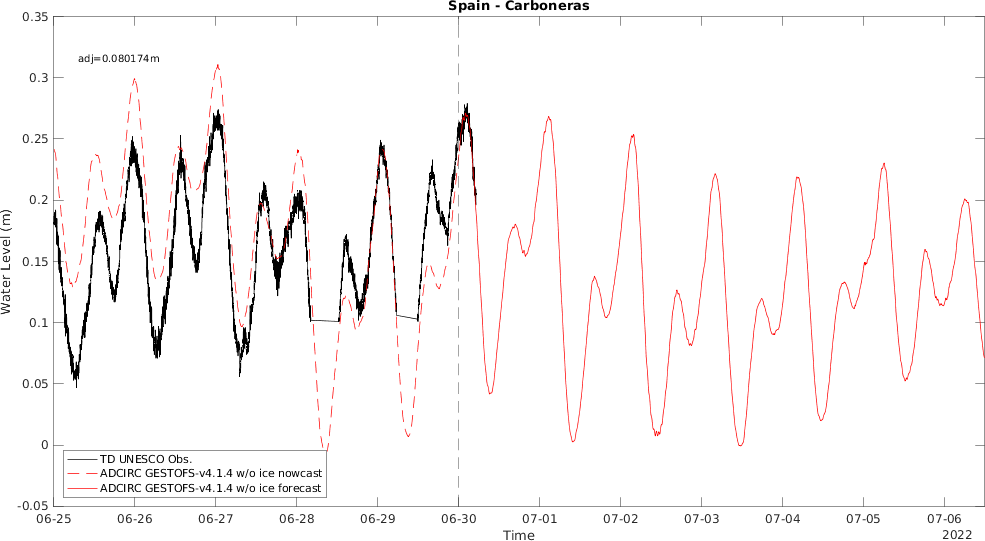 Spain - Carboneras
adj=0.080174m
Water Level (m)
0.35
0.3
0.25
0.2
0.15
0.1
0.05
0
-0.05
TD UNESCO Obs.
ADCIRC GESTOFS-v4.1.4 w/o ice nowcast
ADCIRC GESTOFS-v4.1.4 w/o ice forecast
06-25 06-26 06-27 06-28 06-29 06-30 07-01 07-02 07-03 07-04 07-05 07-06
Time
2022